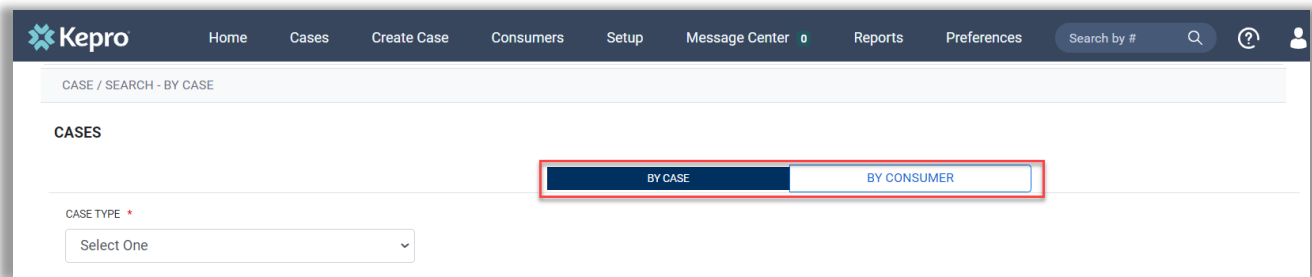 Kepro Home Cases Create Case Consumers Setup Message Center 0 Reports Preferences Search by #
CASE / SEARCH - BY CASE
CASES
BY CASE BY CONSUMER
CASE TYPE *
Select One